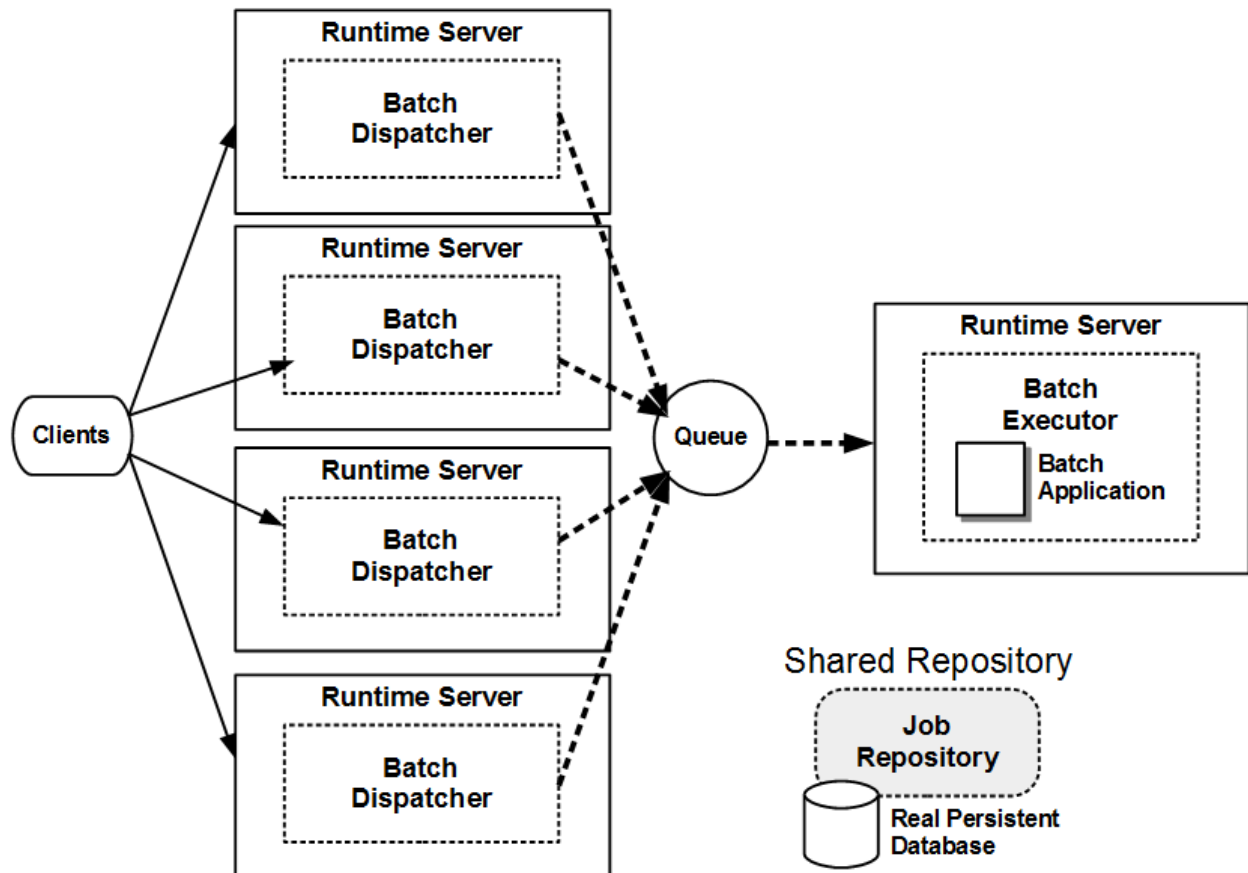 Runtime Server
Batch
Dispatcher
Runtime Server
Batch
Dispatcher
Clients
Runtime Server
Batch
Dispatcher
Runtime Server
Batch
Dispatcher
Queue
Runtime Server
Batch
Executor
Batch
Application
Shared Repository
Job
Repository
Real Persistent
Database